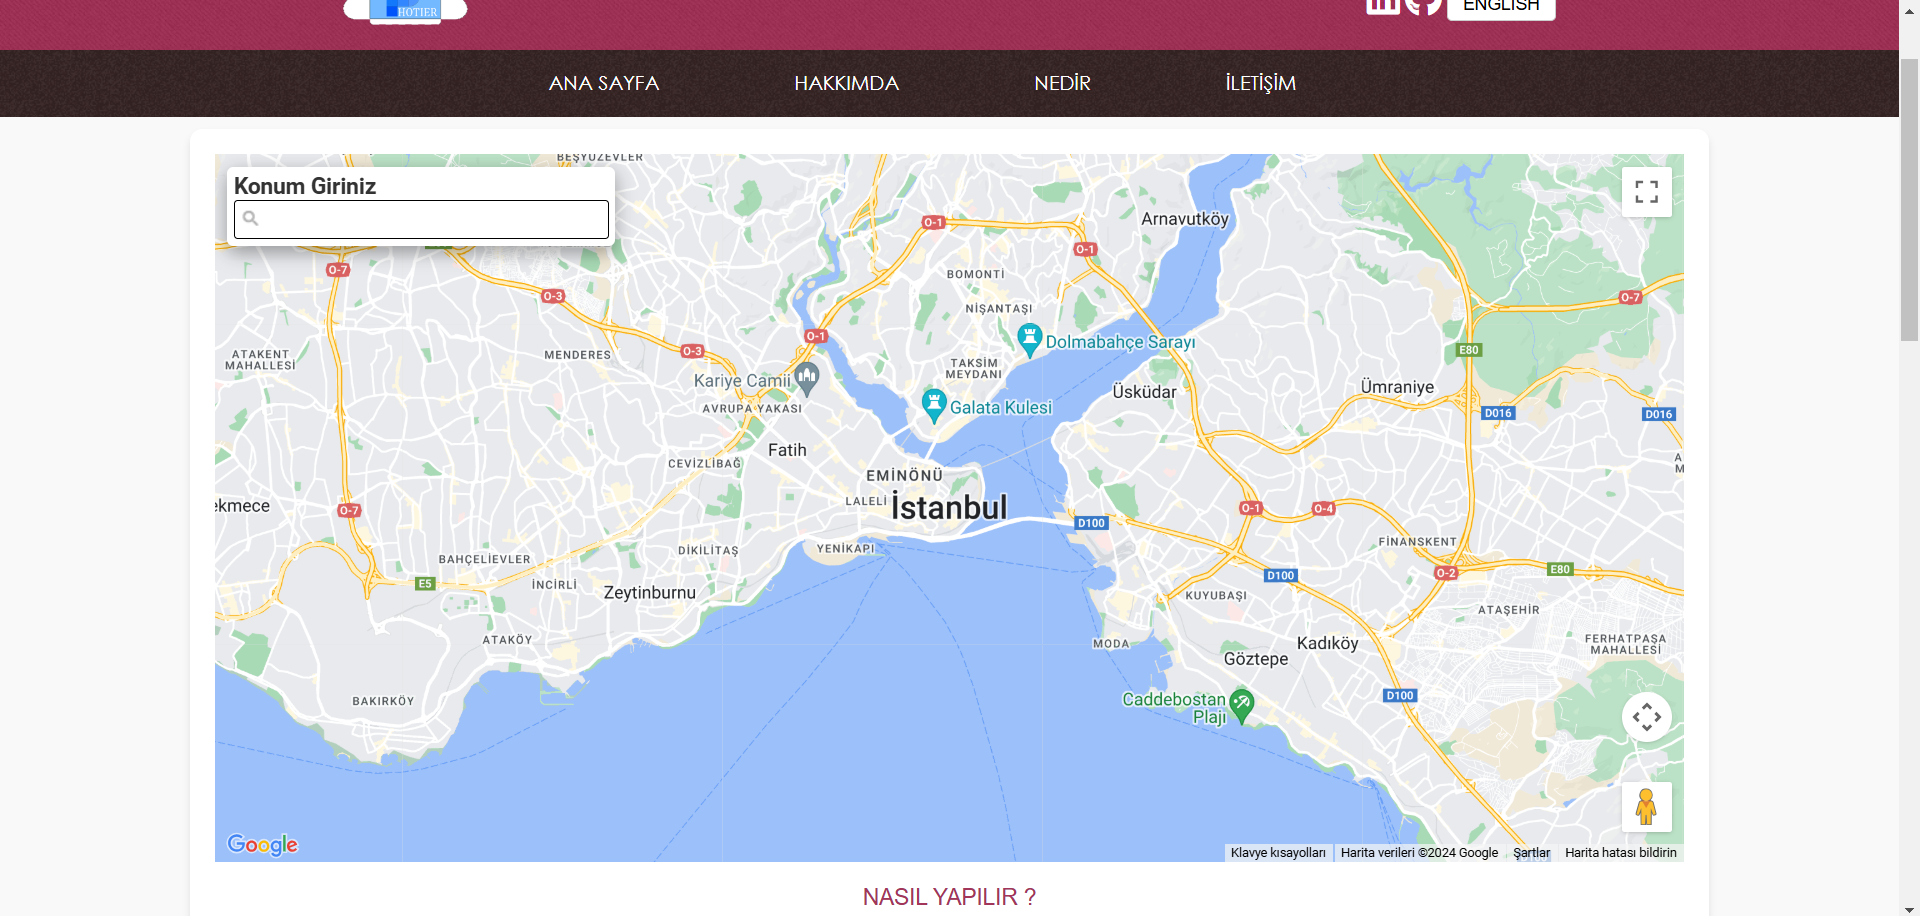 HOTIER
ENGLISH
ANA SAYFA
HAKKIMDA
NEDİR
İLETİŞİM
Konum Giriniz
BEŞYÜZEVLER
Arnavutköy
O-1
O-1
O-7
O-3
BOMONTİ
O-7
NİŞANTAŞI
O-1
Dolmabahçe Sarayı
ATAKENT
MAHALLESİ
MENDERES
O-3
E80
TAKSİM
MEYDANI
Kariye Camii
Üsküdar
Ümraniye
AVRUPA YAKASI
Galata Kulesi
D016
D016
Fatih
CEVİZLİBAĞ
EMİNÖNÜ
LALELİ
İstanbul
ekmece
O-7
O-1
O-4
D100
A
M
BAHÇELİEVLER
DİKİLİTAŞ
YENİKAPI
FİNANSKENT
E5
İNCİRLİ
Zeytinburnu
D100
O-2
E80
KUYUBAŞI
ATAŞEHİR
ATAKÖY
MODA
Kadıköy
Göztepe
FERHATPAŞA
MAHALLESİ
BAKIRKÖY
Caddebostan
Plajı
D100
Google
Klavye kısayolları
Harita verileri ©2024 Google
Şartlar
Harita hatası bildirin
NASIL YAPILIR ?